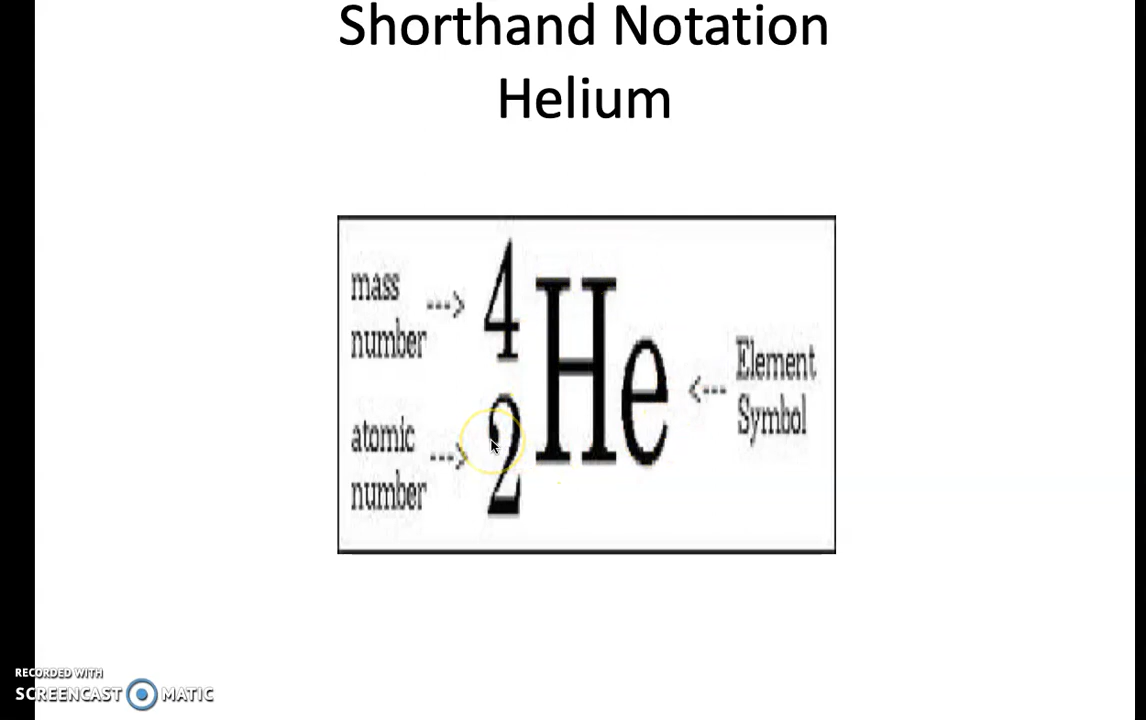 Shorthand Notation
Helium
mass
number
--->
4
He
<---
Element
Symbol
atomic
number
--->
2
RECORDED WITH
SCREENCAST MATIC